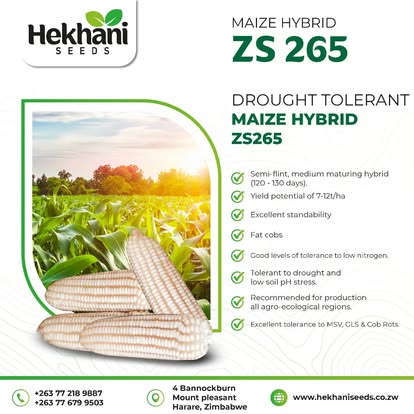 Hekhani
SEEDS
MAIZE HYBRID
ZS 265
DROUGHT TOLERANT
MAIZE HYBRID
ZS265
Semi-flint, medium maturing hybrid
(120 - 130 days).
Yield potential of 7-12t/ha
Excellent standability
Fat cobs
Good levels of tolerance to low nitrogen.
Tolerant to drought and
low soil pH stress.
Recommended for production
all agro-ecological regions.
Excellent tolerance to MSV, GLS & Cob Rots.
+263 77 218 9887
+263 77 679 9503
4 Bannockburn
Mount pleasant
Harare, Zimbabwe
www.hekhaniseeds.co.zw